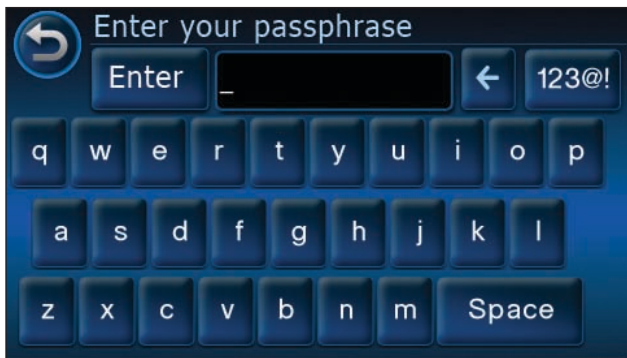 Enter your passphrase
Enter _ ← 123@!
q w e r t y u i o p
a s d f g h j k l
z x c v b n m Space